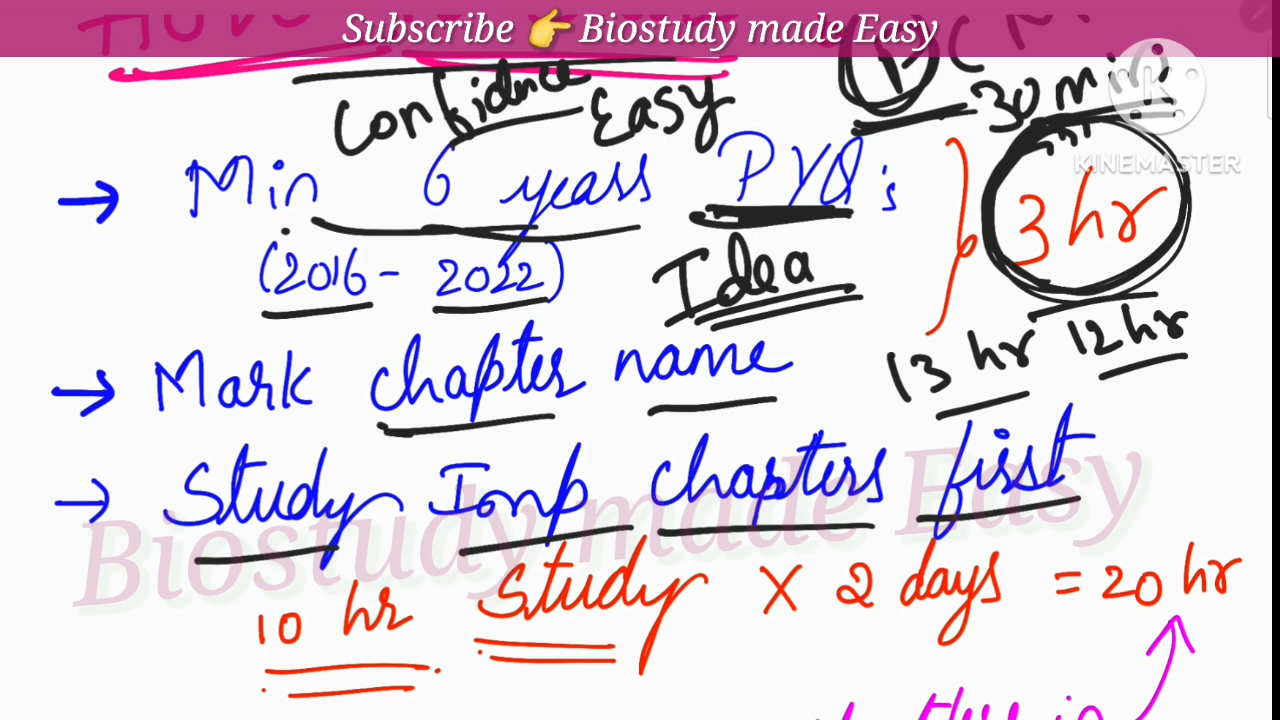 Subscribe 👉 Biostudy made Easy
30 min
Confidence Easy
KINEMASTER
→ Min 6 years PYQ's
3 hr
(2016 - 2022) Idea
13 hr 12 hr
→ Mark chapter name
→ Study Imp chapters first
Biostudy made Easy
10 hr Study X 2 days = 20 hr